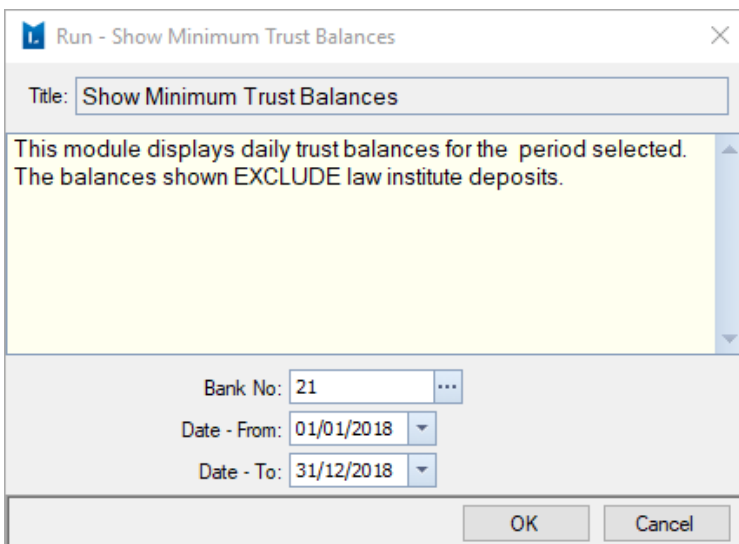 Run - Show Minimum Trust Balances
Title: Show Minimum Trust Balances
This module displays daily trust balances for the  period selected.
The balances shown EXCLUDE law institute deposits.
Bank No: 21 ...
Date - From: 01/01/2018
Date - To: 31/12/2018
OK Cancel